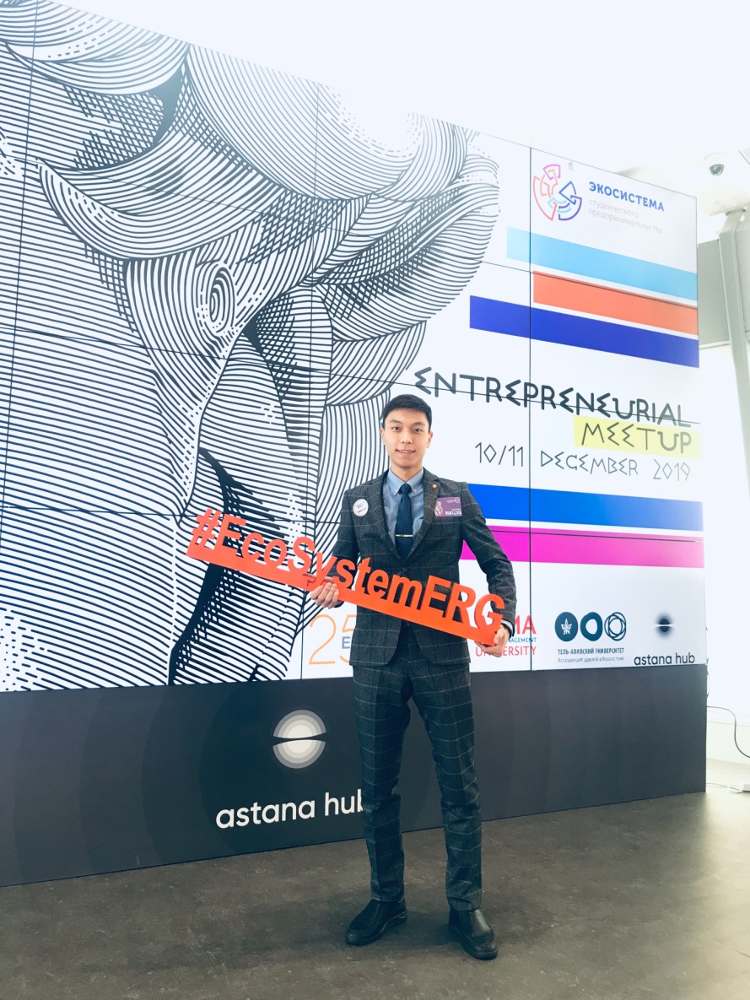 ЭКОСИСТЕМА
студенческого
предпринимательства
ENTREPRENEURIAL
MEETUP
10/11 DECEMBER 2019
#EcoSystemERG
25
UNIVERSITY
ТЕЛЬ-АВИВСКИЙ УНИВЕРСИТЕТ
Ассоциация друзей в Казахстане
astana hub
astana hub